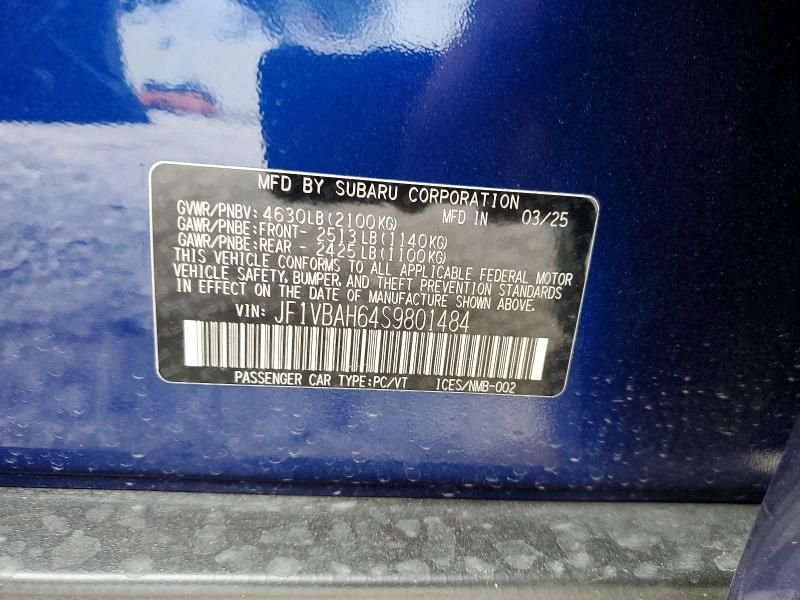 MFD BY SUBARU CORPORATION
GVWR/PNBV: 4630LB(2100KG) MFD IN 03/25
GAWR/PNBE:FRONT- 2513LB(1140KG)
GAWR/PNBE:REAR - 2425LB(1100KG)
THIS VEHICLE CONFORMS TO ALL APPLICABLE FEDERAL MOTOR
VEHICLE SAFETY, BUMPER, AND THEFT PREVENTION STANDARDS
IN EFFECT ON THE DATE OF MANUFACTURE SHOWN ABOVE.
VIN: JF1VBAH64S9801484
PASSENGER CAR TYPE:PC/VT ICES/NMB-002